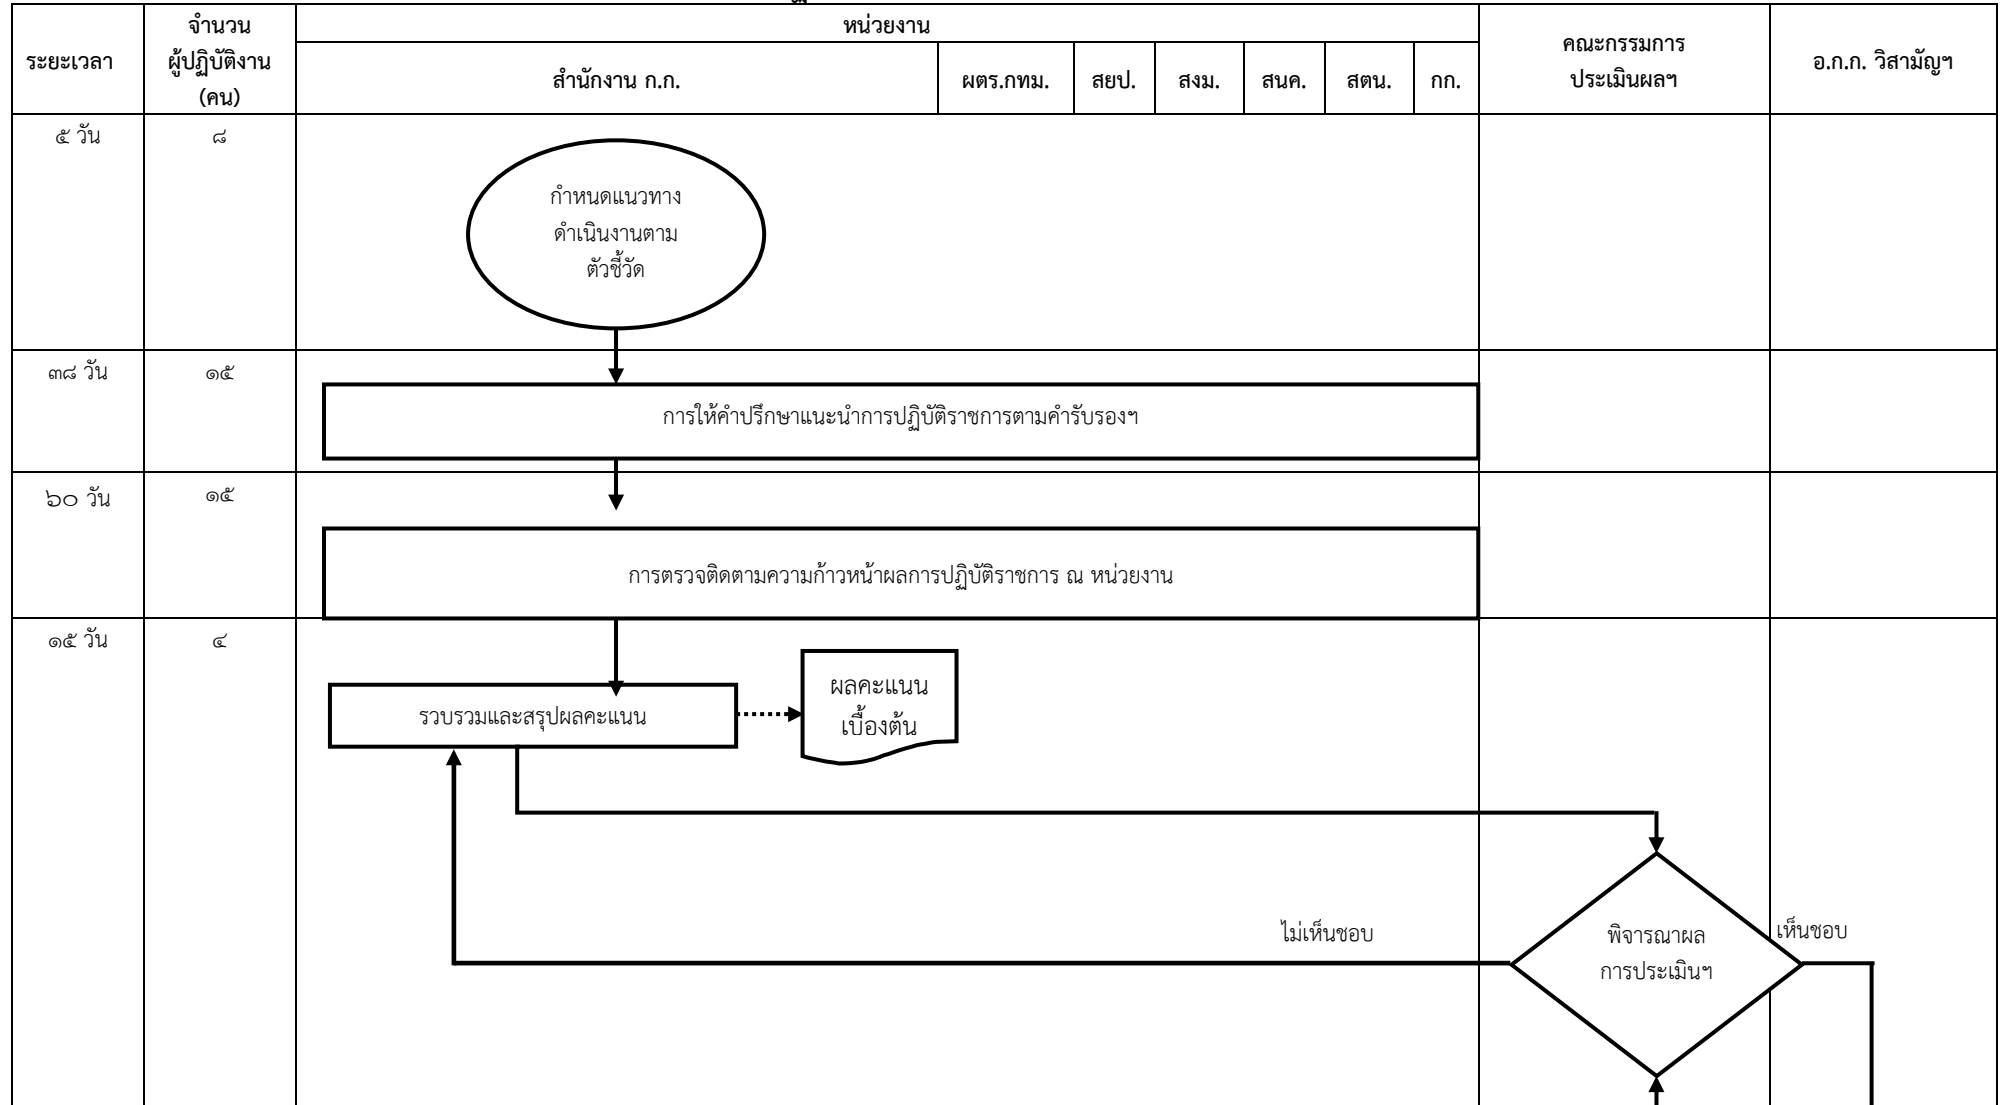 ระยะเวลา
จำนวน
ผู้ปฏิบัติงาน
(คน)
หน่วยงาน
คณะกรรมการ
ประเมินผลฯ
อ.ก.ก. วิสามัญฯ
สำนักงาน ก.ก.
ผตร.กทม.
สยป.
สงม.
สนค.
สตน.
กก.
๕ วัน
๘
กำหนดแนวทาง
ดำเนินงานตาม
ตัวชี้วัด
๓๘ วัน
๑๕
การให้คำปรึกษาแนะนำการปฏิบัติราชการตามคำรับรองฯ
๖๐ วัน
๑๕
การตรวจติดตามความก้าวหน้าผลการปฏิบัติราชการ ณ หน่วยงาน
๑๕ วัน
๔
รวบรวมและสรุปผลคะแนน
ผลคะแนน
เบื้องต้น
ไม่เห็นชอบ
พิจารณาผล
การประเมินฯ
เห็นชอบ